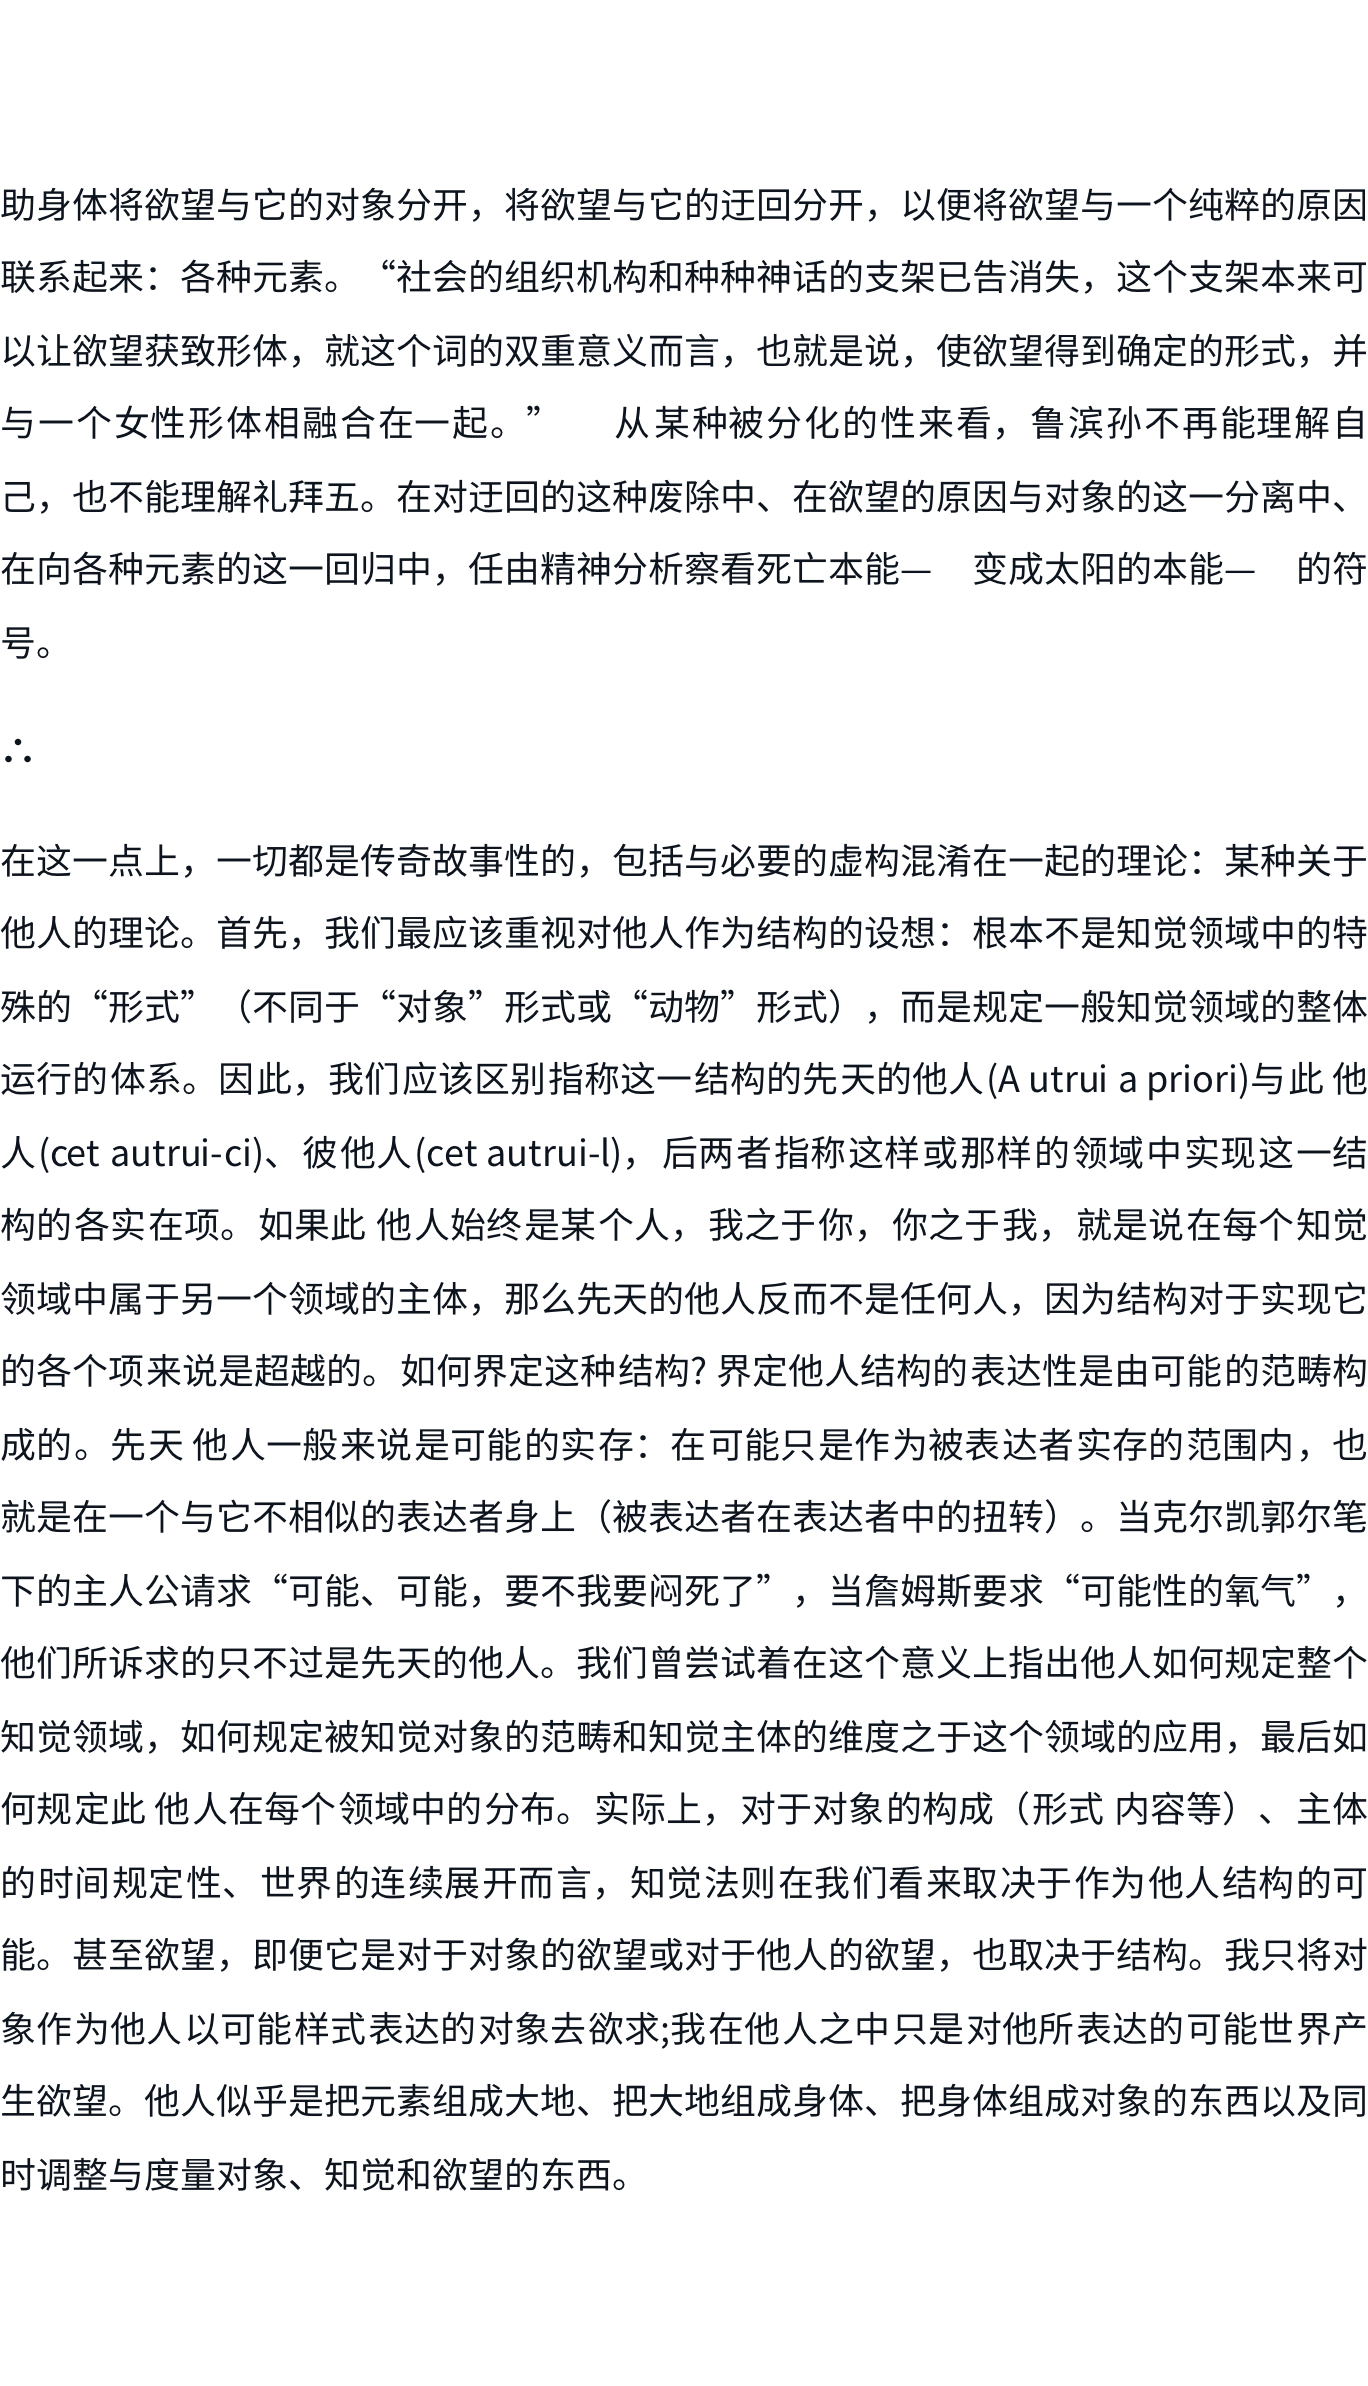 助身体将欲望与它的对象分开，将欲望与它的迂回分开，以便将欲望与一个纯粹的原因
联系起来：各种元素。“社会的组织机构和种种神话的支架已告消失，这个支架本来可
以让欲望获致形体，就这个词的双重意义而言，也就是说，使欲望得到确定的形式，并
与一个女性形体相融合在一起。”　　从某种被分化的性来看，鲁滨孙不再能理解自
己，也不能理解礼拜五。在对迂回的这种废除中、在欲望的原因与对象的这一分离中、
在向各种元素的这一回归中，任由精神分析察看死亡本能—　变成太阳的本能—　的符
号。
∴
在这一点上，一切都是传奇故事性的，包括与必要的虚构混淆在一起的理论：某种关于
他人的理论。首先，我们最应该重视对他人作为结构的设想：根本不是知觉领域中的特
殊的“形式”（不同于“对象”形式或“动物”形式），而是规定一般知觉领域的整体
运行的体系。因此，我们应该区别指称这一结构的先天的他人(A utrui a priori)与此 他
人(cet autrui-ci)、彼他人(cet autrui-l)，后两者指称这样或那样的领域中实现这一结
构的各实在项。如果此 他人始终是某个人，我之于你，你之于我，就是说在每个知觉
领域中属于另一个领域的主体，那么先天的他人反而不是任何人，因为结构对于实现它
的各个项来说是超越的。如何界定这种结构? 界定他人结构的表达性是由可能的范畴构
成的。先天 他人一般来说是可能的实存：在可能只是作为被表达者实存的范围内，也
就是在一个与它不相似的表达者身上（被表达者在表达者中的扭转）。当克尔凯郭尔笔
下的主人公请求“可能、可能，要不我要闷死了”，当詹姆斯要求“可能性的氧气”，
他们所诉求的只不过是先天的他人。我们曾尝试着在这个意义上指出他人如何规定整个
知觉领域，如何规定被知觉对象的范畴和知觉主体的维度之于这个领域的应用，最后如
何规定此 他人在每个领域中的分布。实际上，对于对象的构成（形式 内容等）、主体
的时间规定性、世界的连续展开而言，知觉法则在我们看来取决于作为他人结构的可
能。甚至欲望，即便它是对于对象的欲望或对于他人的欲望，也取决于结构。我只将对
象作为他人以可能样式表达的对象去欲求;我在他人之中只是对他所表达的可能世界产
生欲望。他人似乎是把元素组成大地、把大地组成身体、把身体组成对象的东西以及同
时调整与度量对象、知觉和欲望的东西。